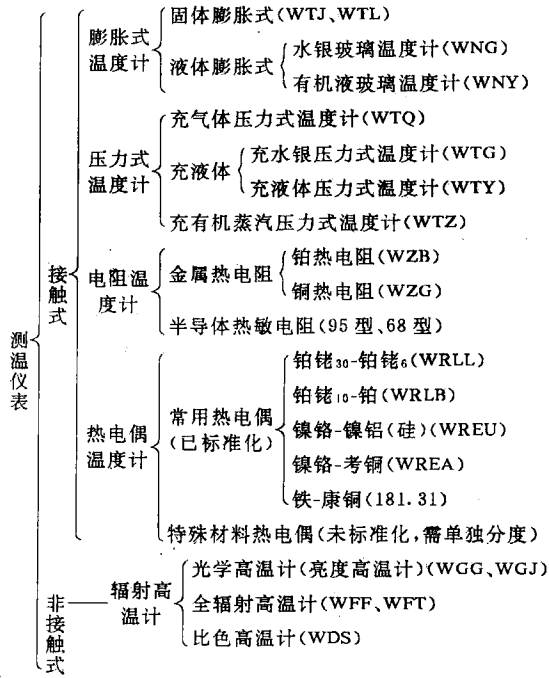 测温仪表
接触式
膨胀式
温度计
固体膨胀式(WTJ、WTL)
液体膨胀式
水银玻璃温度计(WNG)
有机液玻璃温度计(WNY)
压力式
温度计
充气体压力式温度计(WTQ)
充液体
充水银压力式温度计(WTG)
充液体压力式温度计(WTY)
充有机蒸汽压力式温度计(WTZ)
电阻温
度计
金属热电阻
铂热电阻(WZB)
铜热电阻(WZG)
半导体热敏电阻(95型、68型)
热电偶
温度计
常用热电偶
(已标准化)
铂铑30-铂铑6(WRLL)
铂铑10-铂(WRLB)
镍铬-镍铝(硅)(WREU)
镍铬-考铜(WREA)
铁-康铜(181.31)
特殊材料热电偶(未标准化,需单独分度)
非接触式
辐射高
温计
光学高温计(亮度高温计)(WGG、WGJ)
全辐射高温计(WFF、WFT)
比色高温计(WDS)